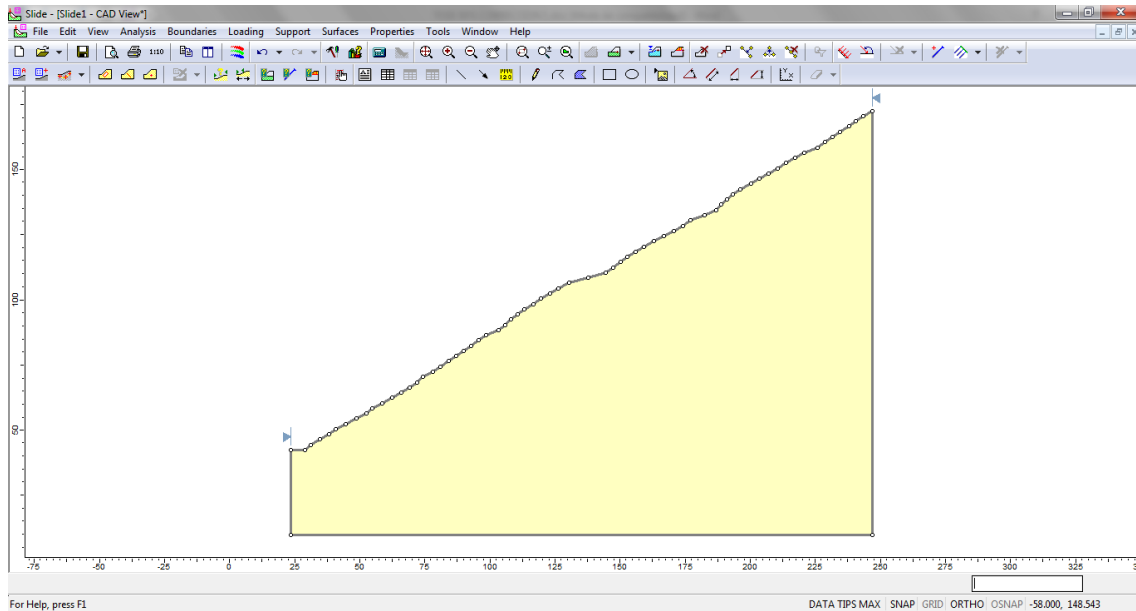 Slide - [Slide1 - CAD View*]
File Edit View Analysis Boundaries Loading Support Surfaces Properties Tools Window Help
1:10
150
100
50
-75 -50 -25 0 25 50 75 100 125 150 175 200 225 250 275 300 325
For Help, press F1
DATA TIPS MAX SNAP GRID ORTHO OSNAP -58.000, 148.543